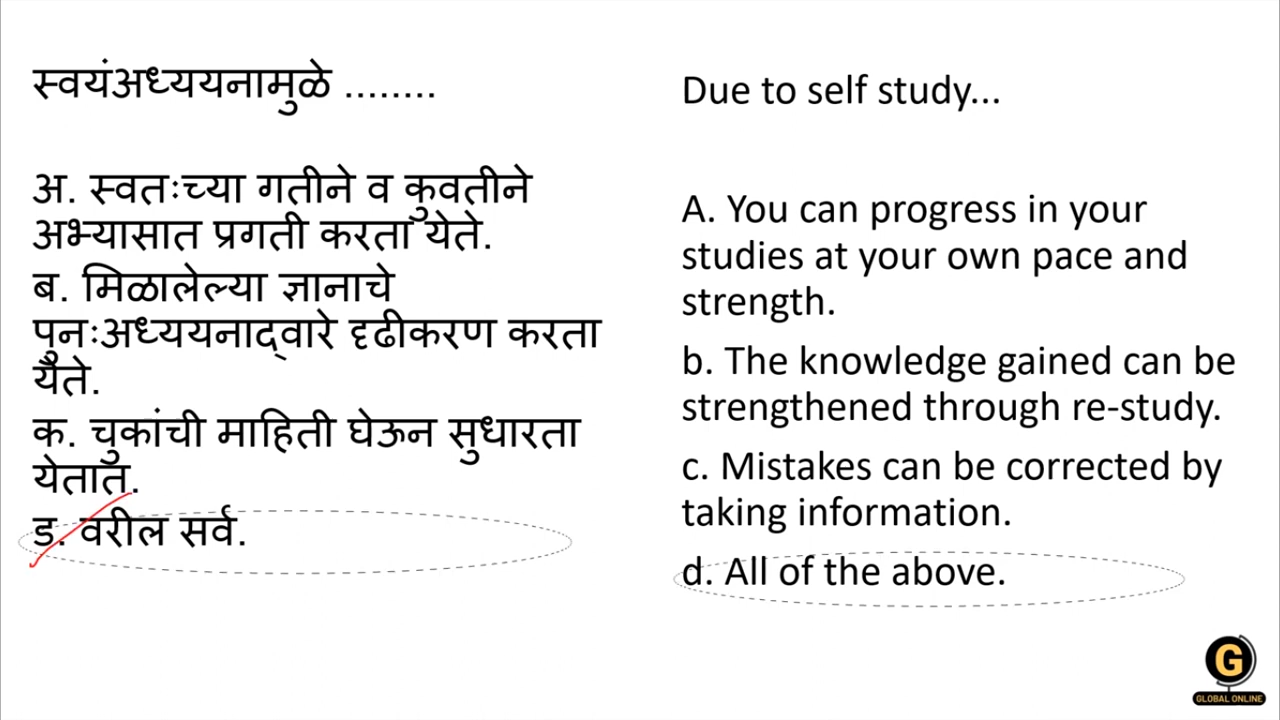 स्वयंअध्ययनामुळे ........
अ. स्वतःच्या गतीने व कुवतीने
अभ्यासात प्रगती करता येते.
ब. मिळालेल्या ज्ञानाचे
पुनःअध्ययनाद्‌वारे दृढीकरण करता
येते.
क. चुकांची माहिती घेऊन सुधारता
येतात.
ड. वरील सर्व.
Due to self study...
A. You can progress in your
studies at your own pace and
strength.
b. The knowledge gained can be
strengthened through re-study.
c. Mistakes can be corrected by
taking information.
d. All of the above.
G
GLOBAL ONLINE